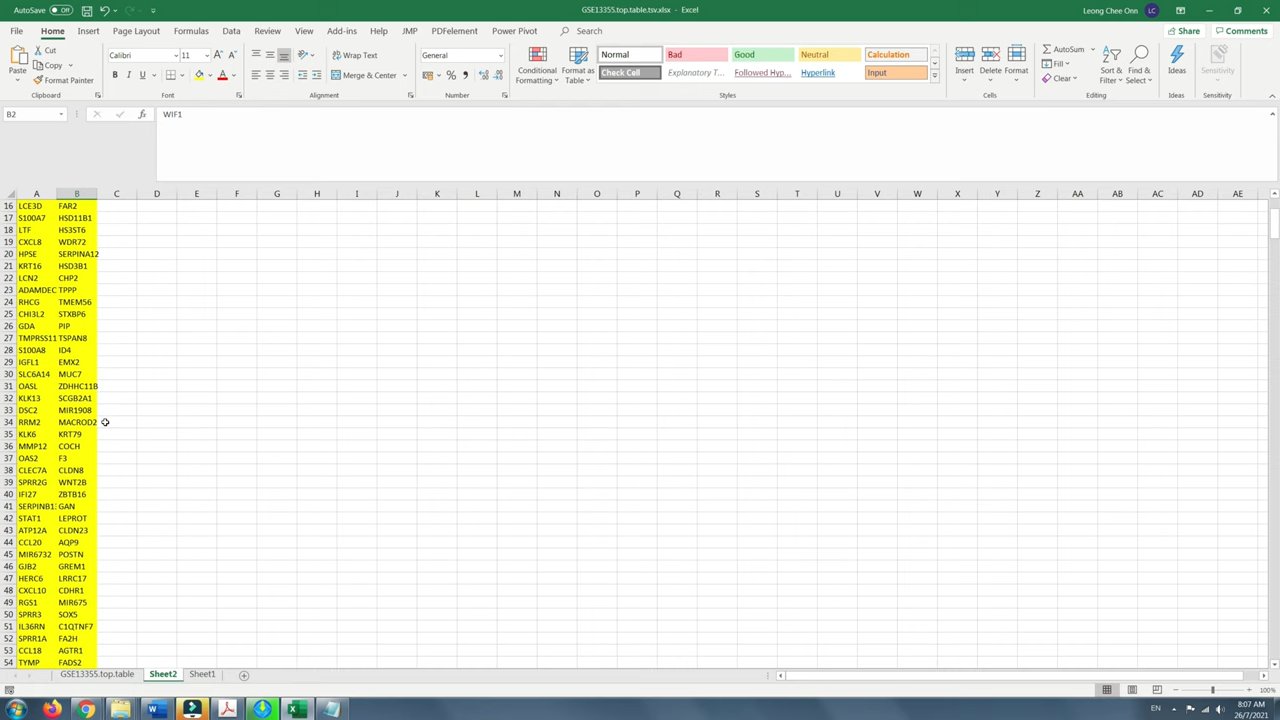 AutoSave Off GSE13355.top.table.tsv.xlsx - Excel Leong Chee Onn LC
File Home Insert Page Layout Formulas Data Review View Help Add-ins JMP PDFelement Power Pivot Search Share Comments
Paste Cut Copy Format Painter Clipboard
Calibri 11 B I U A Font
Wrap Text Merge & Center Alignment
General % Number
Conditional Formatting Format as Table Normal Bad Good Neutral Calculation
Check Cell Explanatory T... Followed Hyp... Hyperlink Input Styles
Insert Delete Format Cells
AutoSum Fill Clear Sort & Filter Find & Select Editing
Ideas Ideas Sensitivity Sensitivity
B2 fx WIF1
A B C D E F G H I J K L M N O P Q R S T U V W X Y Z AA AB AC AD AE
16 LCE3D FAR2
17 S100A7 HSD11B1
18 LTF HS3ST6
19 CXCL8 WDR72
20 HPSE SERPINA12
21 KRT16 HSD3B1
22 LCN2 CHP2
23 ADAMDEC TPPP
24 RHCG TMEM56
25 CHI3L2 STXBP6
26 GDA PIP
27 TMPRSS11 TSPAN8
28 S100A8 ID4
29 IGFL1 EMX2
30 SLC6A14 MUC7
31 OASL ZDHHC11B
32 KLK13 SCGB2A1
33 DSC2 MIR1908
34 RRM2 MACROD2
35 KLK6 KRT79
36 MMP12 COCH
37 OAS2 F3
38 CLEC7A CLDN8
39 SPRR2G WNT2B
40 IFI27 ZBTB16
41 SERPINB1 GAN
42 STAT1 LEPROT
43 ATP12A CLDN23
44 CCL20 AQP9
45 MIR6732 POSTN
46 GJB2 GREM1
47 HERC6 LRRC17
48 CXCL10 CDHR1
49 RGS1 MIR675
50 SPRR3 SOX5
51 IL36RN C1QTNF7
52 SPRR1A FA2H
53 CCL18 AGTR1
54 TYMP FADS2
GSE13355.top.table Sheet2 Sheet1
100%
EN 8:07 AM
26/7/2021